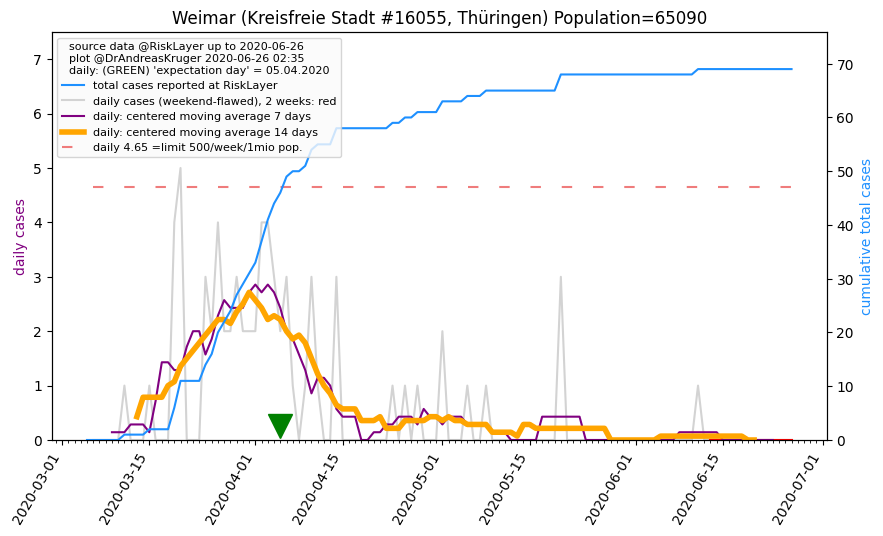 Weimar (Kreisfreie Stadt #16055, Thüringen) Population=65090
source data @RiskLayer up to 2020-06-26
plot @DrAndreasKruger 2020-06-26 02:35
daily: (GREEN) 'expectation day' = 05.04.2020
total cases reported at RiskLayer
daily cases (weekend-flawed), 2 weeks: red
daily: centered moving average 7 days
daily: centered moving average 14 days
daily 4.65 =limit 500/week/1mio pop.
daily cases
7
6
5
4
3
2
1
0
70
60
50
40
30
20
10
0
cumulative total cases
2020-03-01
2020-03-15
2020-04-01
2020-04-15
2020-05-01
2020-05-15
2020-06-01
2020-06-15
2020-07-01